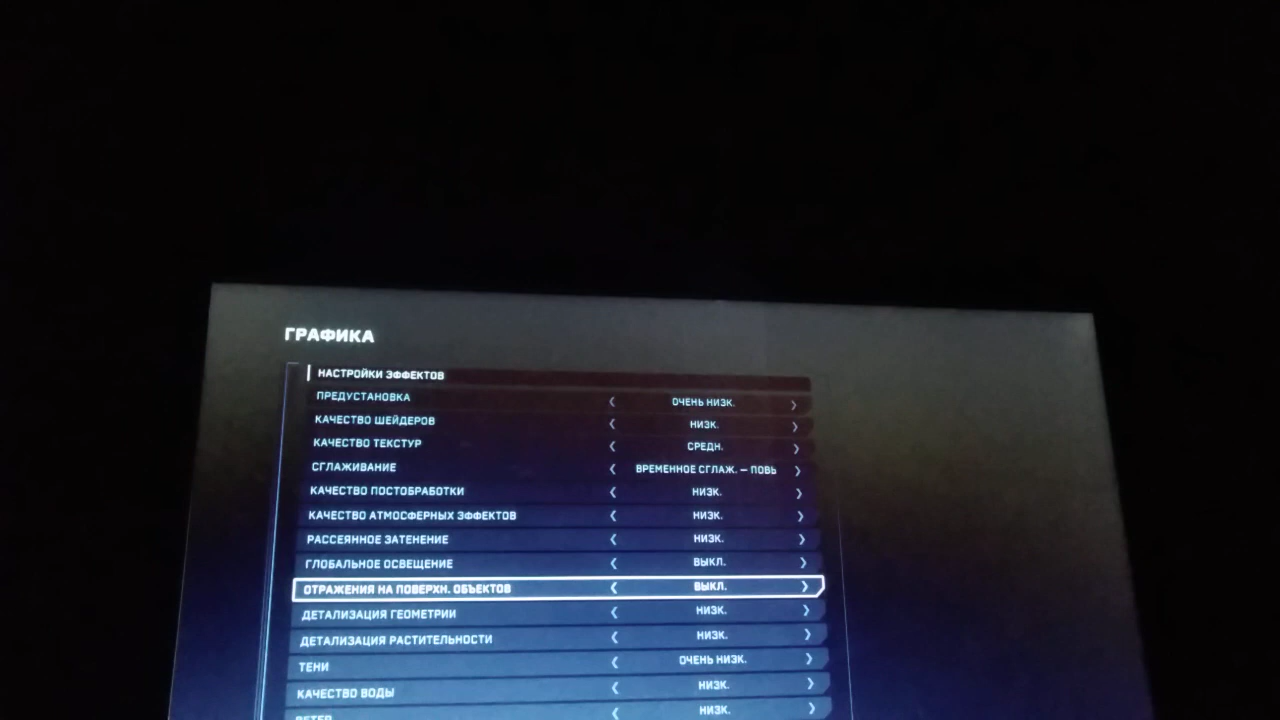 ГРАФИКА
НАСТРОЙКИ ЭФФЕКТОВ
ПРЕДУСТАНОВКА ОЧЕНЬ НИЗК.
КАЧЕСТВО ШЕЙДЕРОВ НИЗК.
КАЧЕСТВО ТЕКСТУР СРЕДН.
СГЛАЖИВАНИЕ ВРЕМЕННОЕ СГЛАЖ. — ПОВЬ
КАЧЕСТВО ПОСТОБРАБОТКИ НИЗК.
КАЧЕСТВО АТМОСФЕРНЫХ ЭФФЕКТОВ НИЗК.
РАССЕЯННОЕ ЗАТЕНЕНИЕ НИЗК.
ГЛОБАЛЬНОЕ ОСВЕЩЕНИЕ ВЫКЛ.
ОТРАЖЕНИЯ НА ПОВЕРХН. ОБЪЕКТОВ ВЫКЛ.
ДЕТАЛИЗАЦИЯ ГЕОМЕТРИИ НИЗК.
ДЕТАЛИЗАЦИЯ РАСТИТЕЛЬНОСТИ НИЗК.
ТЕНИ ОЧЕНЬ НИЗК.
КАЧЕСТВО ВОДЫ НИЗК.
ВЕТЕР НИЗК.